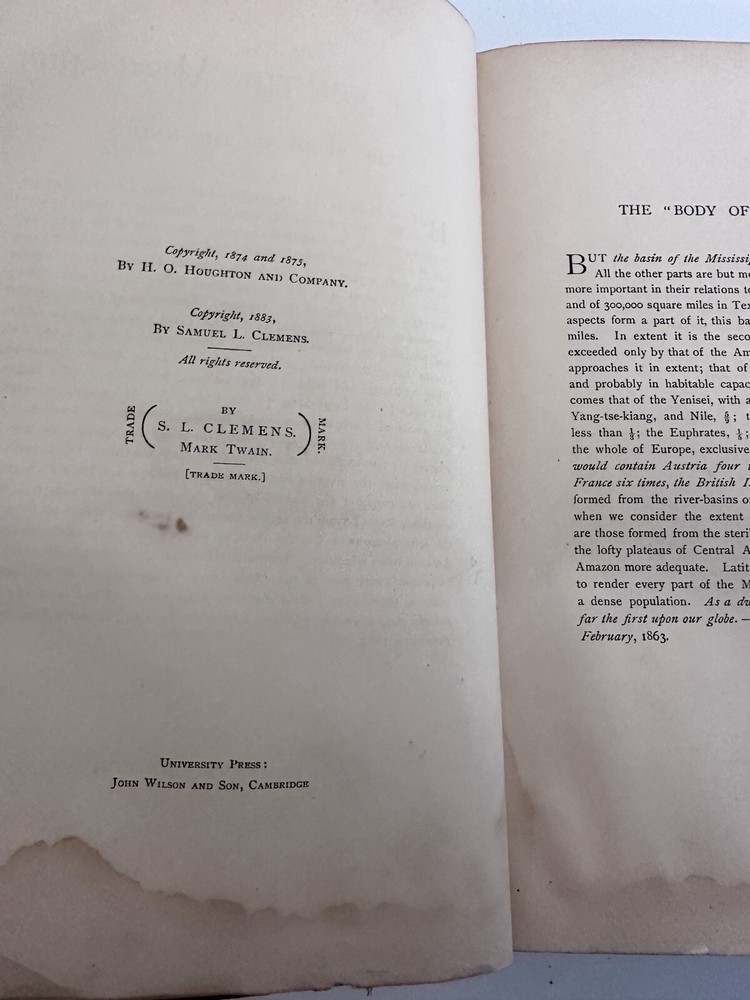 Copyright, 1874 and 1875,
By H. O. Houghton and Company.
Copyright, 1883,
By Samuel L. Clemens.
All rights reserved.
TRADE
BY
S. L. CLEMENS.
Mark Twain.
MARK.
[TRADE MARK.]
University Press:
John Wilson and Son, Cambridge
THE "BODY OF
BUT the basin of the Mississip
All the other parts are but me
more important in their relations to
and of 300,000 square miles in Tex
aspects form a part of it, this ba
miles. In extent it is the seco
exceeded only by that of the Am
approaches it in extent; that of
and probably in habitable capac
comes that of the Yenisei, with a
Yang-tse-kiang, and Nile, 5/9; t
less than 1/2; the Euphrates,
the whole of Europe, exclusive
would contain Austria four
France six times, the British I
formed from the river-basins o
when we consider the extent
are those formed from the steri
the lofty plateaus of Central A
Amazon more adequate. Latit
to render every part of the M
a dense population. As a dw
far the first upon our globe. —
February, 1863.